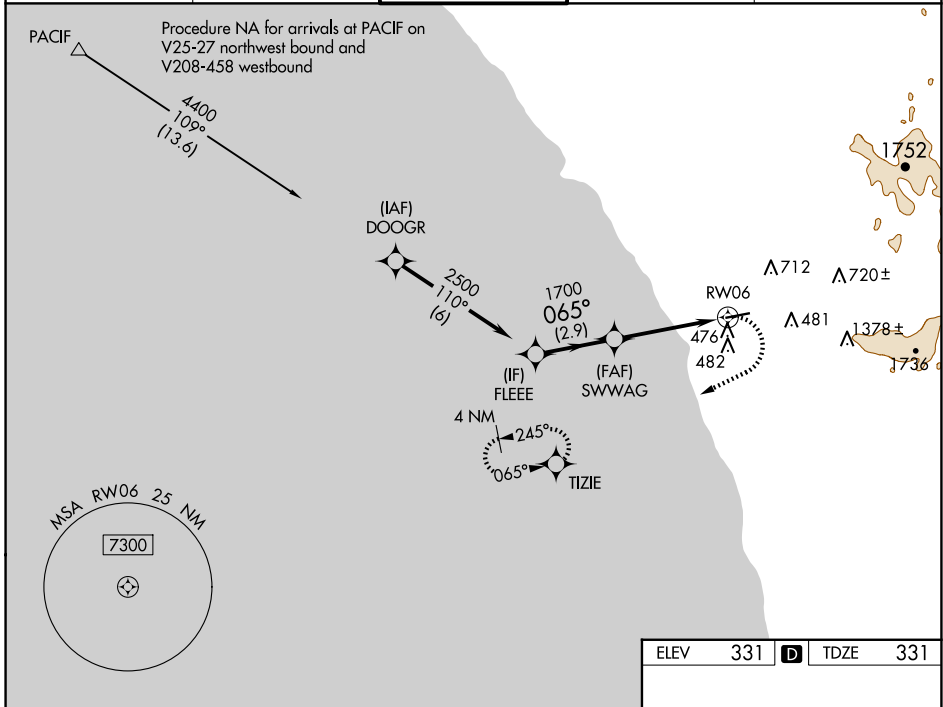 PACIF
Procedure NA for arrivals at PACIF on
V25-27 northwest bound and
V208-458 westbound
4400
109°
(13.6)
1752
(IAF)
DOOGR
2500
110°
(6)
1700
065°
(2.9)
712
720±
RW06
481
1378±
476
482
1736
(IF)
FLEEE
(FAF)
SWWAG
4 NM
245°
065°
TIZIE
MSA RW06 25 NM
7300
ELEV 331 D TDZE 331